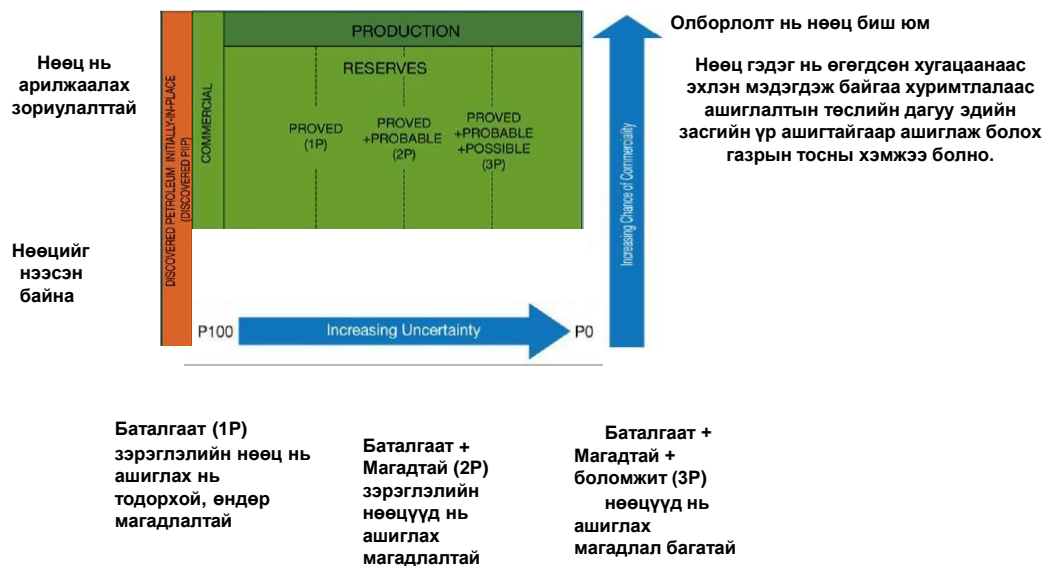 Нөөц нь
арилжаалах
зориулалттай
Нөөцийг
нээсэн
байна
DISCOVERED PETROLEUM INITIALLY-IN-PLACE
(DISCOVERED PIIP)
COMMERCIAL
PRODUCTION
RESERVES
PROVED
(1P)
PROVED
+PROBABLE
(2P)
PROVED
+PROBABLE
+POSSIBLE
(3P)
P100
Increasing Uncertainty
P0
Increasing Chance of Commerciality
Олборлолт нь нөөц биш юм
Нөөц гэдэг нь өгөгдсөн хугацаанаас
эхлэн мэдэгдэж байгаа хуримтлалаас
ашиглалтын төслийн дагуу эдийн
засгийн үр ашигтайгаар ашиглаж болох
газрын тосны хэмжээ болно.
Баталгаат (1P)
зэрэглэлийн нөөц нь
ашиглах нь
тодорхой, өндөр
магадлалтай
Баталгаат +
Магадтай (2P)
зэрэглэлийн
нөөцүүд нь
ашиглах
магадлалтай
Баталгаат +
Магадтай +
боломжит (3P)
нөөцүүд нь
ашиглах
магадлал багатай